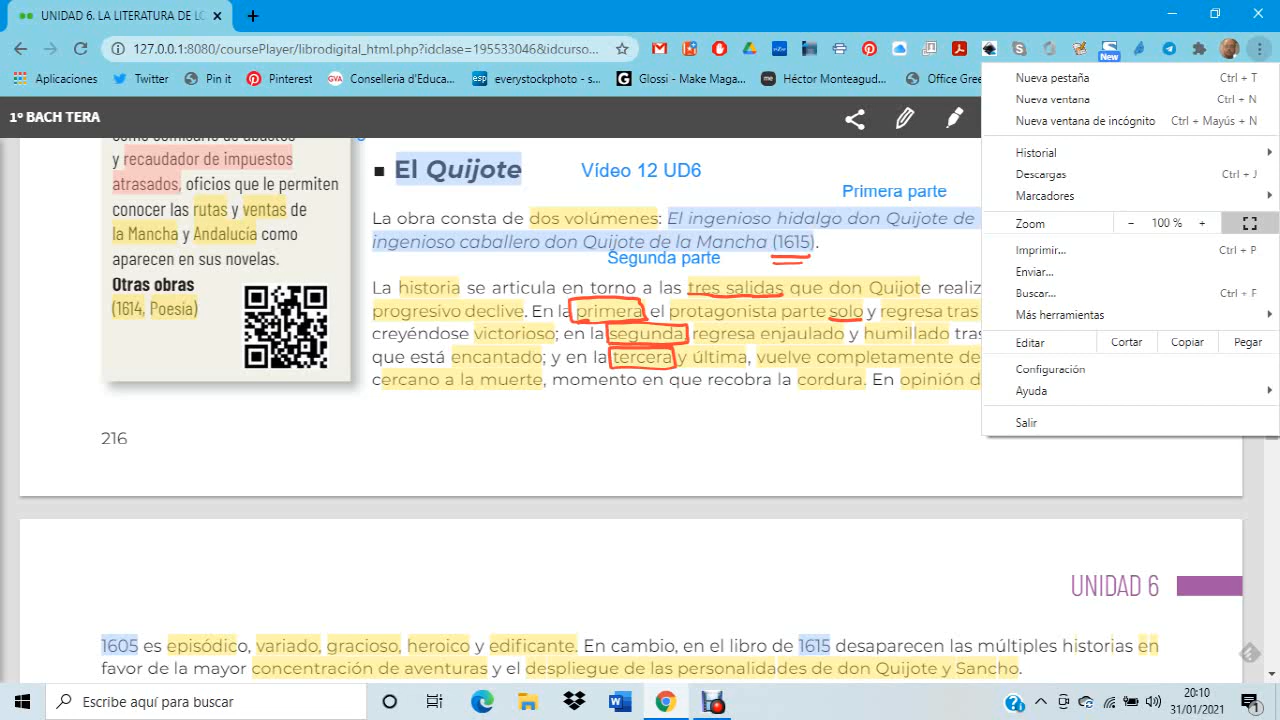 UNIDAD 6. LA LITERATURA DE LO
127.0.0.1:8080/coursePlayer/librodigital_html.php?idclase=195533046&idcurso...
New
Aplicaciones
Twitter
Pin it
Pinterest
GVA
Conselleria d'Educa...
esp
everystockphoto - s...
G
Glossi - Make Maga...
me
Héctor Monteagud...
Office Gree
1º BACH TERA
y recaudador de impuestos
atrasados, oficios que le permiten
conocer las rutas y ventas de
la Mancha y Andalucía como
aparecen en sus novelas.
Otras obras
(1614, Poesía)
El Quijote
Vídeo 12 UD6
Primera parte
La obra consta de dos volúmenes: El ingenioso hidalgo don Quijote de
ingenioso caballero don Quijote de la Mancha (1615).
Segunda parte
La historia se articula en torno a las tres salidas que don Quijote realiz
progresivo declive. En la primera, el protagonista parte solo y regresa tras
creyéndose victorioso; en la segunda, regresa enjaulado y humillado tras
que está encantado; y en la tercera y última, vuelve completamente de
cercano a la muerte, momento en que recobra la cordura. En opinión d
216
UNIDAD 6
1605 es episódico, variado, gracioso, heroico y edificante. En cambio, en el libro de 1615 desaparecen las múltiples historias en
favor de la mayor concentración de aventuras y el despliegue de las personalidades de don Quijote y Sancho.
Nueva pestaña Ctrl + T
Nueva ventana Ctrl + N
Nueva ventana de incógnito Ctrl + Mayús + N
Historial
Descargas Ctrl + J
Marcadores
Zoom − 100 % +
Imprimir... Ctrl + P
Enviar...
Buscar... Ctrl + F
Más herramientas
Editar Cortar Copiar Pegar
Configuración
Ayuda
Salir
Escribe aquí para buscar
20:10
31/01/2021
1